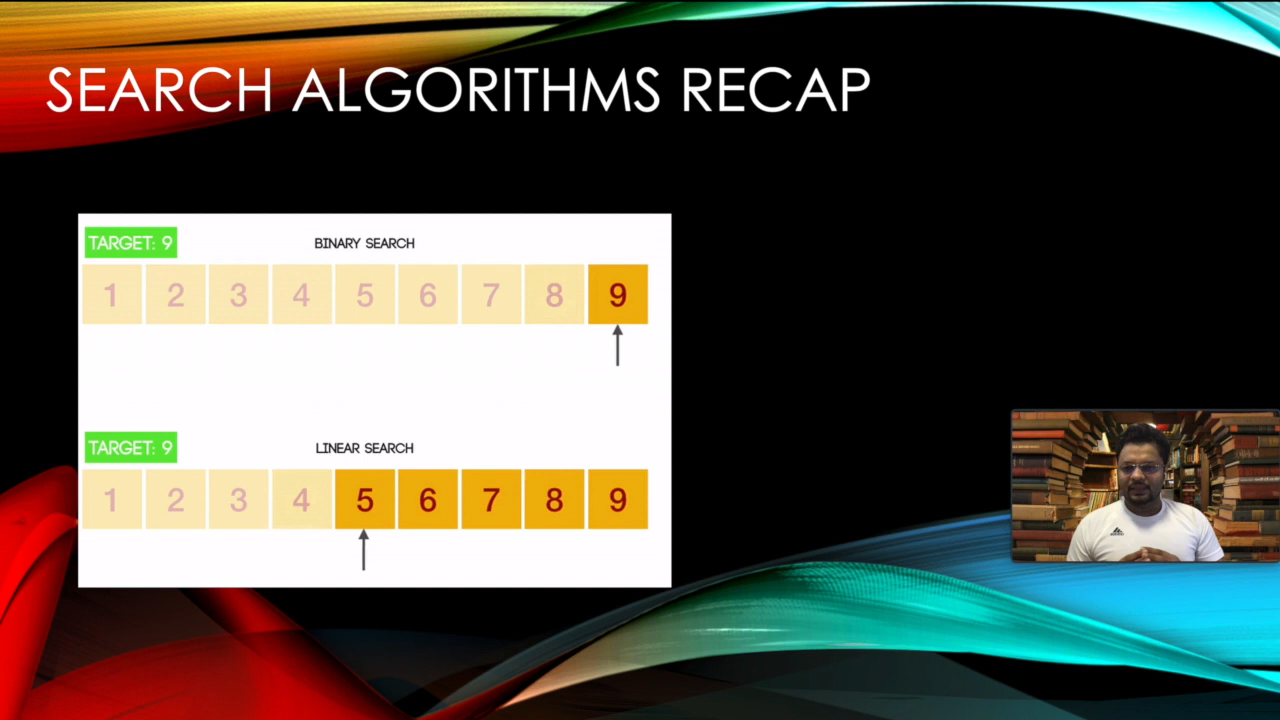 SEARCH ALGORITHMS RECAP
TARGET: 9
BINARY SEARCH
1 2 3 4 5 6 7 8 9
TARGET: 9
LINEAR SEARCH
1 2 3 4 5 6 7 8 9